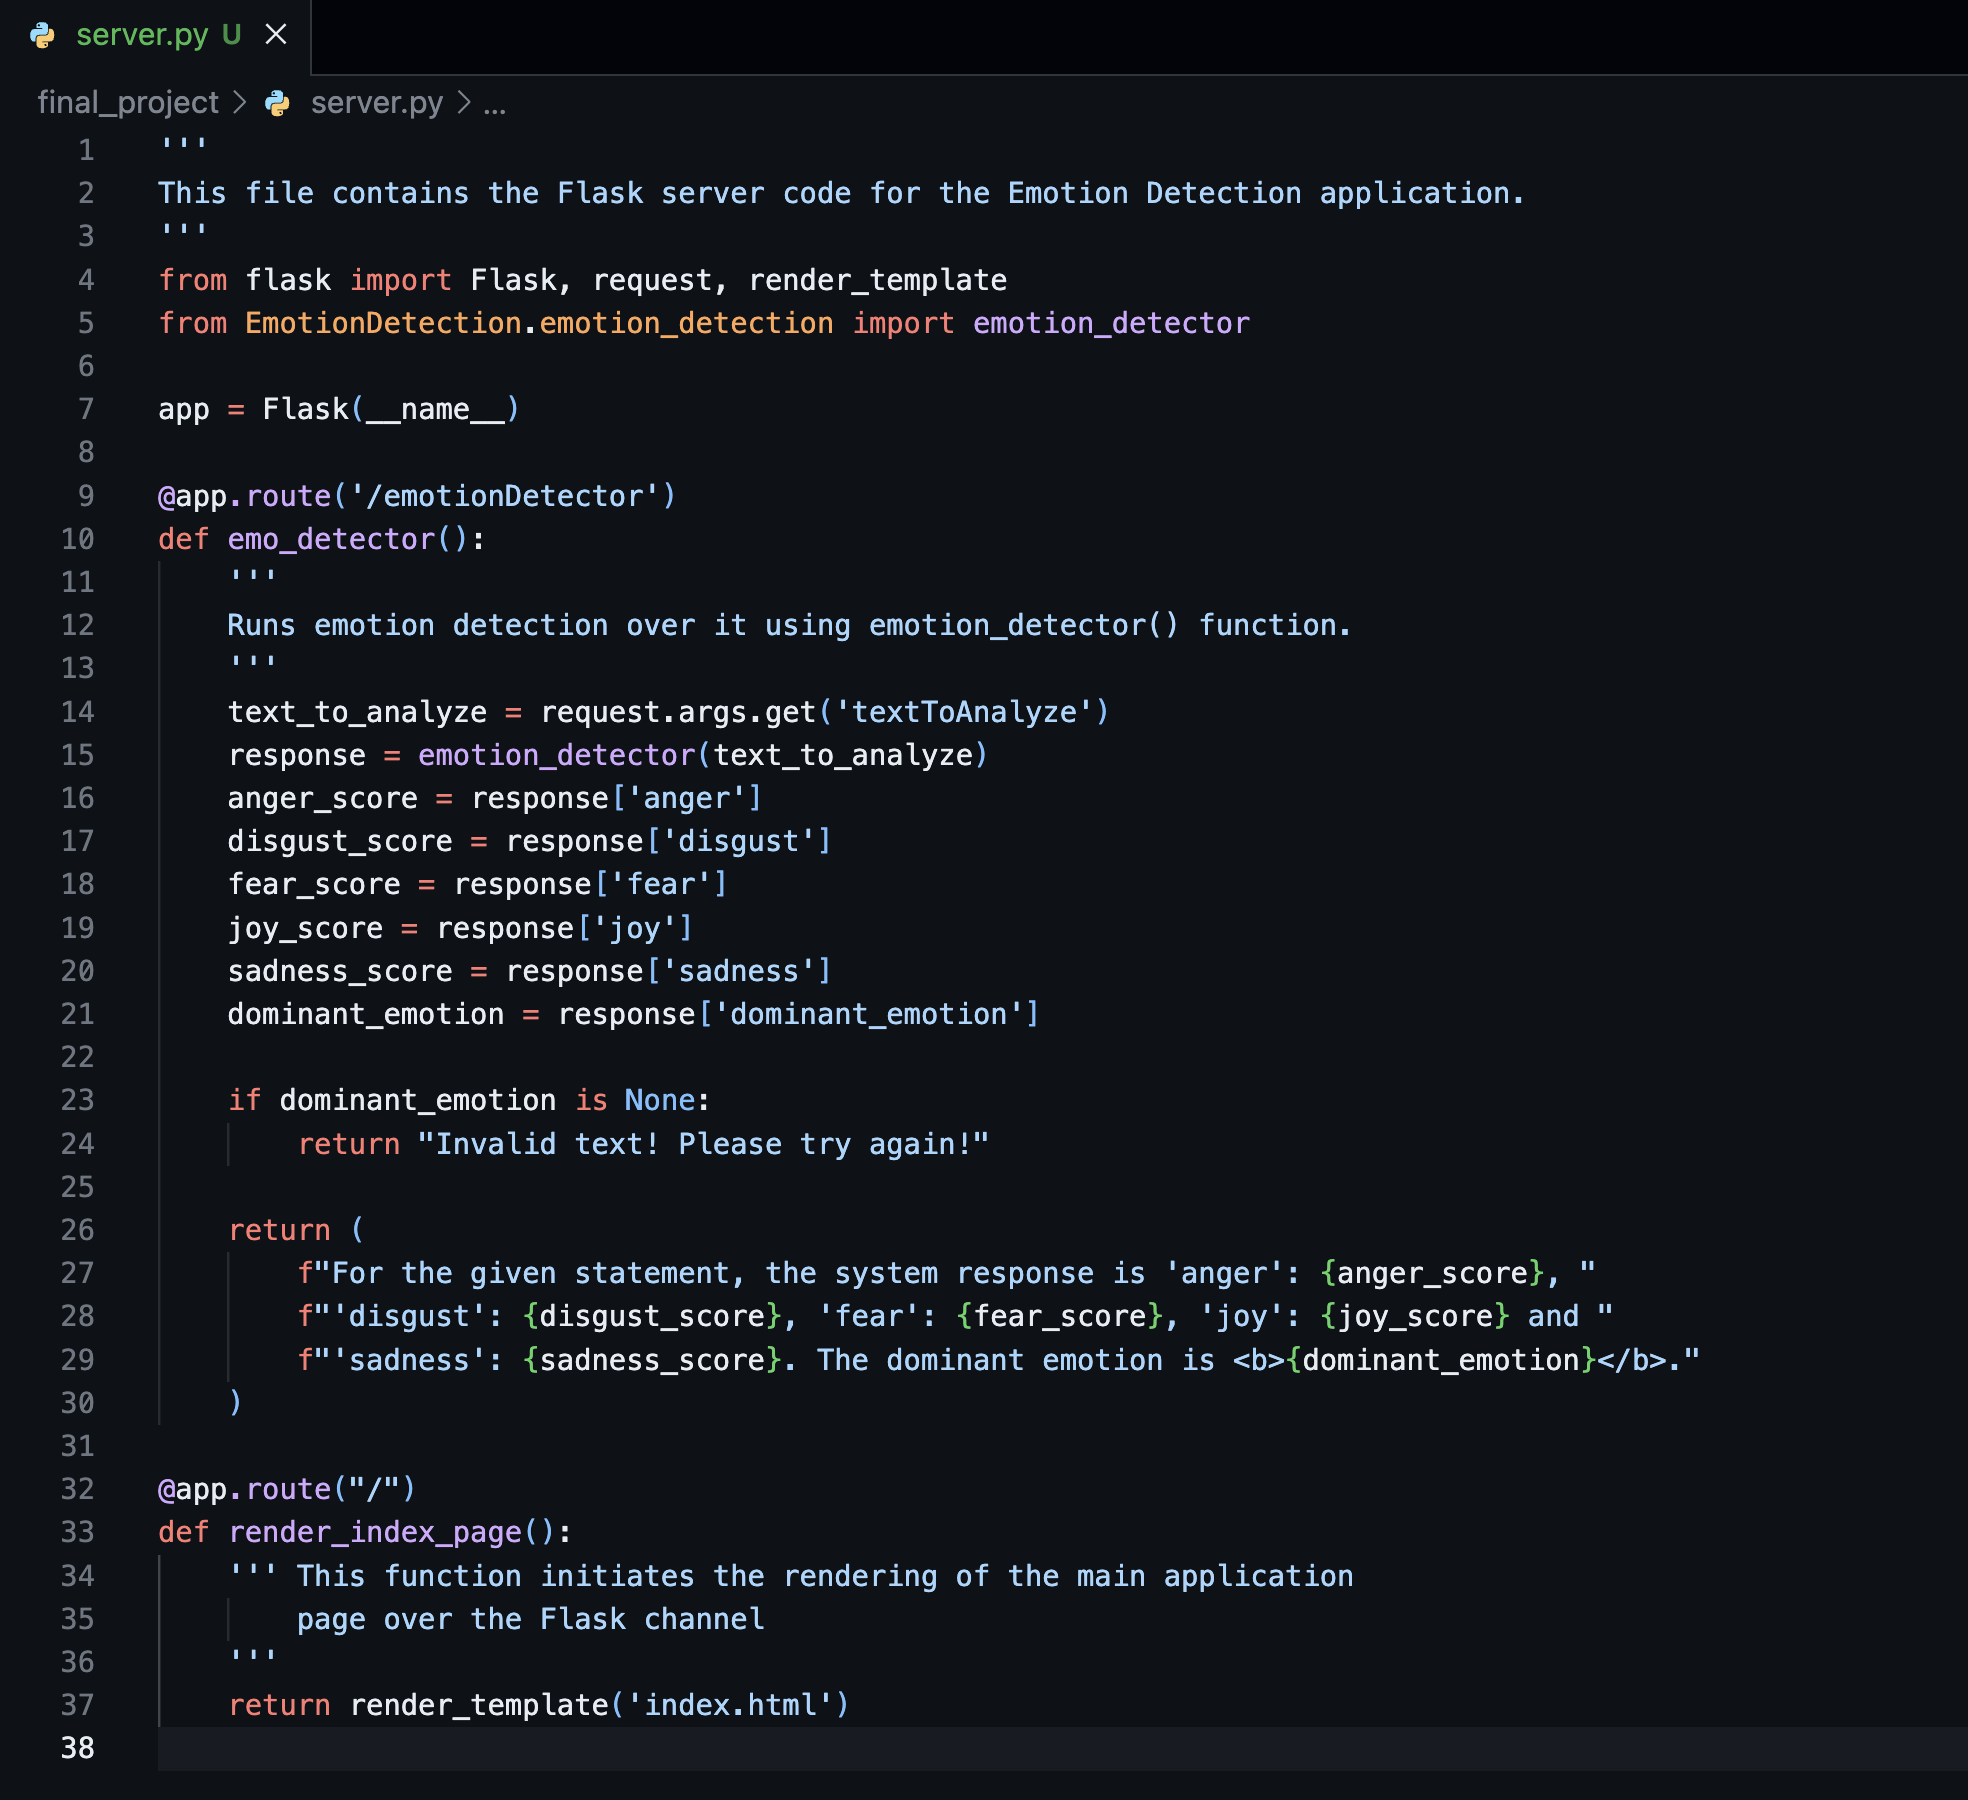 server.py U
final_project > server.py > ...
1 '''
2 This file contains the Flask server code for the Emotion Detection application.
3 '''
4 from flask import Flask, request, render_template
5 from EmotionDetection.emotion_detection import emotion_detector
6
7 app = Flask(__name__)
8
9 @app.route('/emotionDetector')
10 def emo_detector():
11     '''
12     Runs emotion detection over it using emotion_detector() function.
13     '''
14     text_to_analyze = request.args.get('textToAnalyze')
15     response = emotion_detector(text_to_analyze)
16     anger_score = response['anger']
17     disgust_score = response['disgust']
18     fear_score = response['fear']
19     joy_score = response['joy']
20     sadness_score = response['sadness']
21     dominant_emotion = response['dominant_emotion']
22
23     if dominant_emotion is None:
24         return "Invalid text! Please try again!"
25
26     return (
27         f"For the given statement, the system response is 'anger': {anger_score}, "
28         f"'disgust': {disgust_score}, 'fear': {fear_score}, 'joy': {joy_score} and "
29         f"'sadness': {sadness_score}. The dominant emotion is <b>{dominant_emotion}</b>."
30     )
31
32 @app.route("/")
33 def render_index_page():
34     ''' This function initiates the rendering of the main application
35         page over the Flask channel
36     '''
37     return render_template('index.html')
38